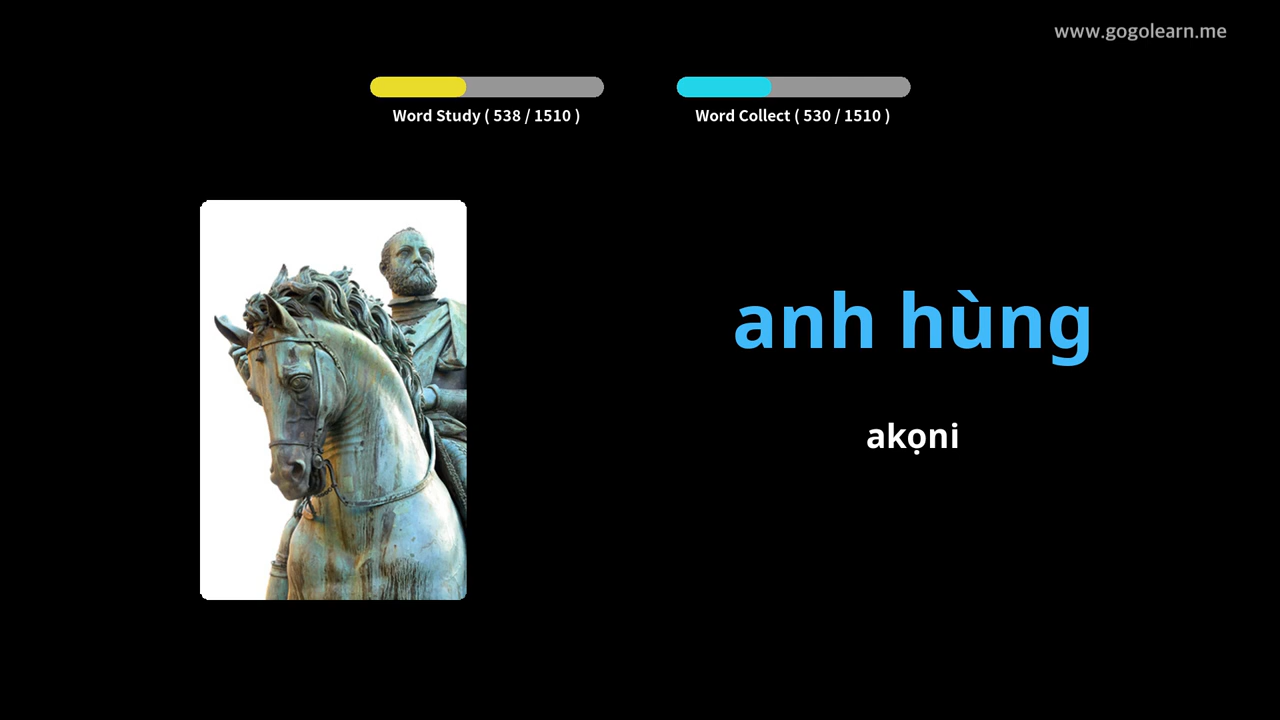 www.gogolearn.me
Word Study ( 538 / 1510 )
Word Collect ( 530 / 1510 )
anh hùng
akọni